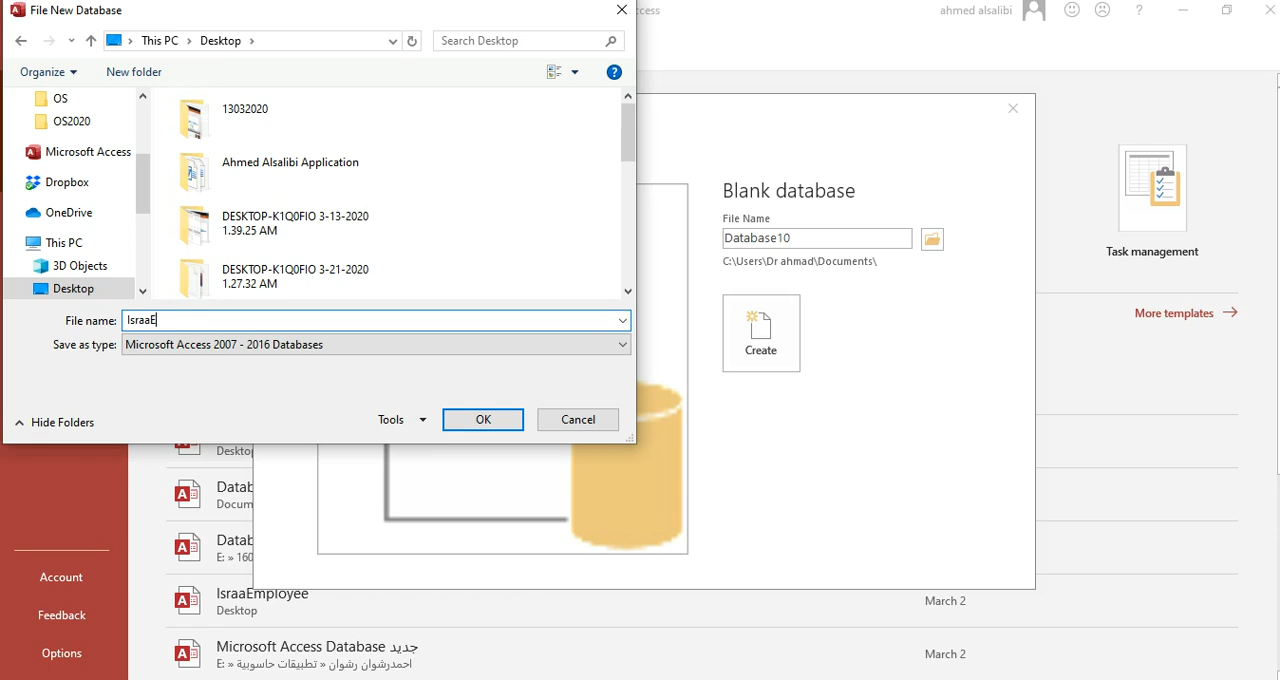 File New Database
cess
ahmed alsalibi
?
This PC > Desktop >
Search Desktop
Organize
New folder
?
OS
OS2020
Microsoft Access
Dropbox
OneDrive
This PC
3D Objects
Desktop
13032020
Ahmed Alsalibi Application
DESKTOP-K1Q0FIO 3-13-2020
1.39.25 AM
DESKTOP-K1Q0FIO 3-21-2020
1.27.32 AM
File name: IsraaE
Save as type: Microsoft Access 2007 - 2016 Databases
Hide Folders
Tools
OK
Cancel
Blank database
File Name
Database10
C:\Users\Dr ahmad\Documents\
Create
Task management
More templates
Desktop
Datab
Docum
Datab
E: » 160
IsraaEmployee
Desktop
March 2
Microsoft Access Database جديد
E: » احمدرشوان رشوان » تطبيقات حاسوبية
March 2
Account
Feedback
Options